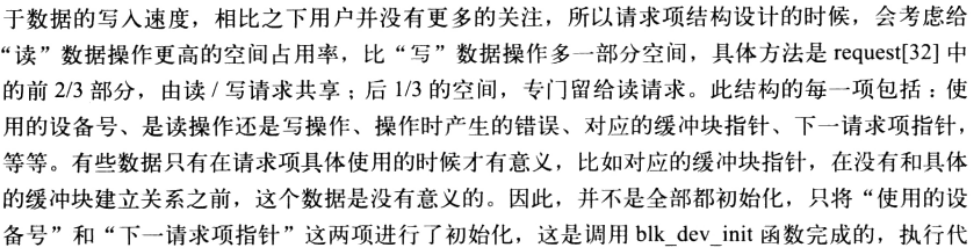 于数据的写入速度，相比之下用户并没有更多的关注，所以请求项结构设计的时候，会考虑给
“读”数据操作更高的空间占用率，比“写”数据操作多一部分空间，具体方法是 request[32] 中
的前 2/3 部分，由读 / 写请求共享；后 1/3 的空间，专门留给读请求。此结构的每一项包括：使
用的设备号、是读操作还是写操作、操作时产生的错误、对应的缓冲块指针、下一请求项指针，
等等。有些数据只有在请求项具体使用的时候才有意义，比如对应的缓冲块指针，在没有和具体
的缓冲块建立关系之前，这个数据是没有意义的。因此，并不是全部都初始化，只将“使用的设
备号”和“下一请求项指针”这两项进行了初始化，这是调用 blk_dev_init 函数完成的，执行代